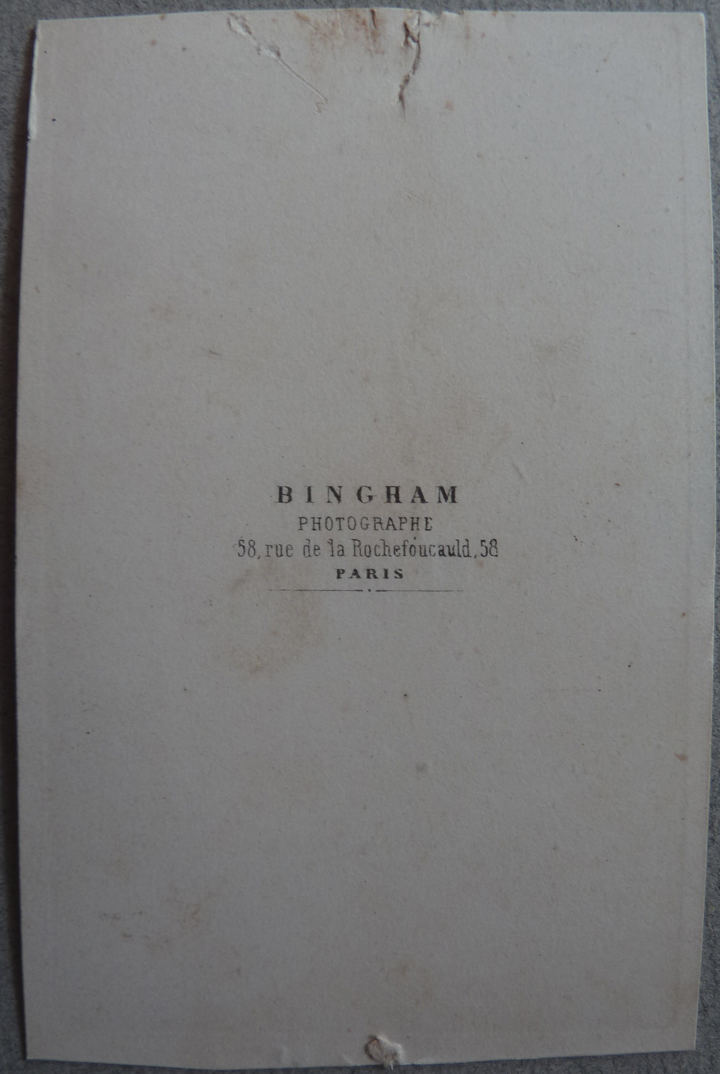 BINGHAM
PHOTOGRAPHE
58, rue de la Rochefoucauld, 58
PARIS